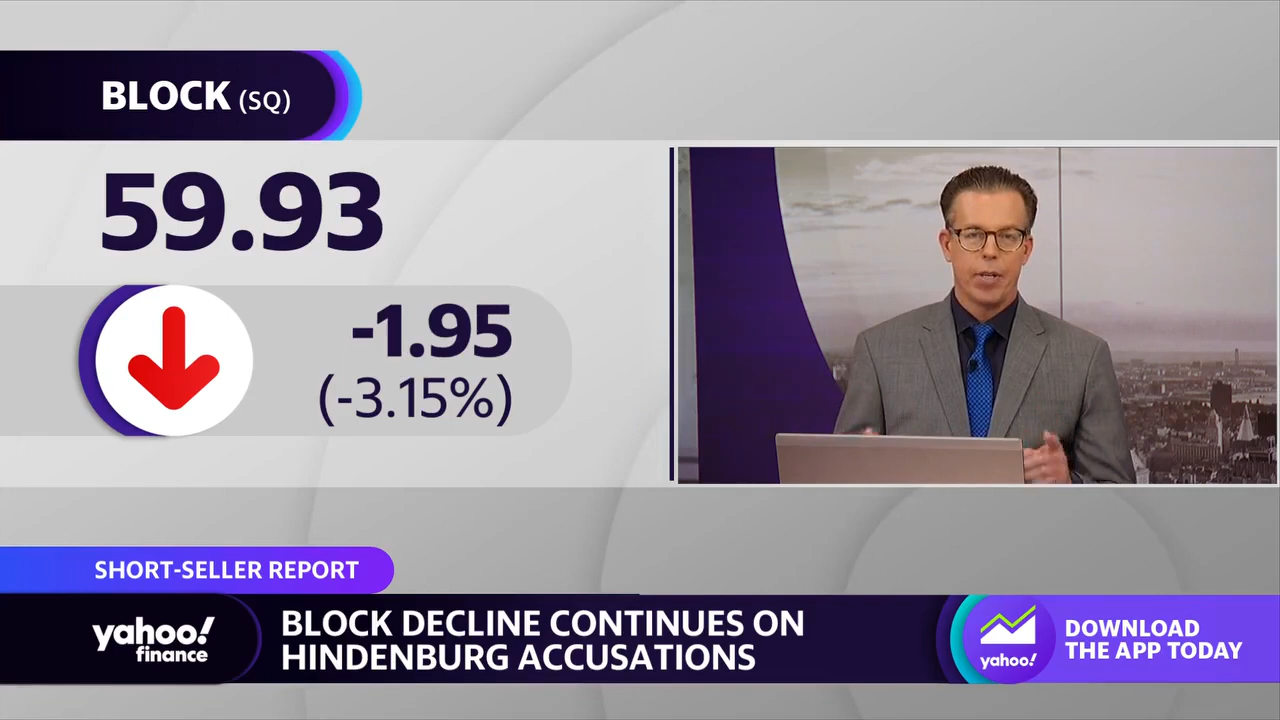 BLOCK (SQ)
59.93
-1.95
(-3.15%)
SHORT-SELLER REPORT
yahoo!
finance
BLOCK DECLINE CONTINUES ON
HINDENBURG ACCUSATIONS
yahoo!
DOWNLOAD
THE APP TODAY